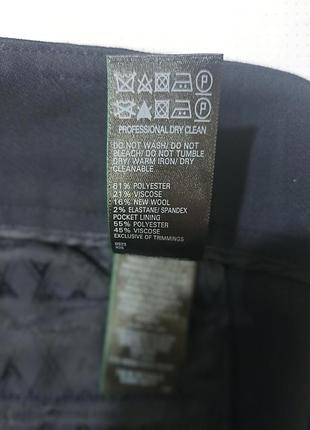 P
P
PROFESSIONAL DRY CLEAN
DO NOT WASH/ DO NOT
BLEACH/ DO NOT TUMBLE
DRY/ WARM IRON/ DRY
CLEANABLE
61% POLYESTER
21% VISCOSE
16% NEW WOOL
2% ELASTANE/ SPANDEX
POCKET LINING
55% POLYESTER
45% VISCOSE
EXCLUSIVE OF TRIMMINGS